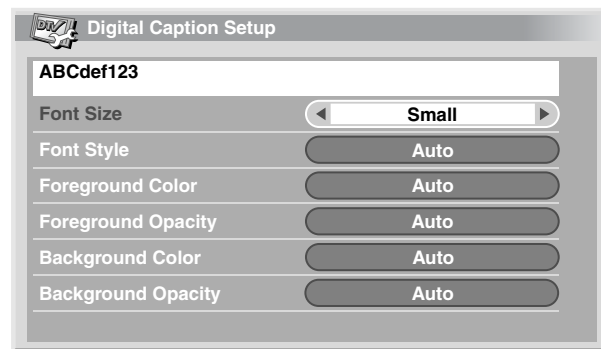 DTV
Digital Caption Setup
ABCdef123
Font Size Small
Font Style Auto
Foreground Color Auto
Foreground Opacity Auto
Background Color Auto
Background Opacity Auto